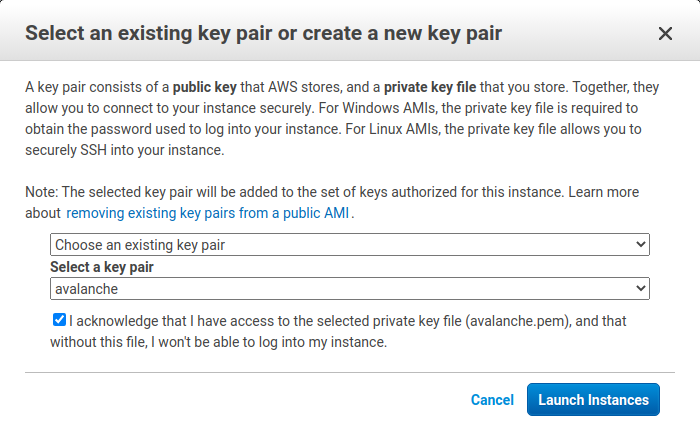 Select an existing key pair or create a new key pair
A key pair consists of a public key that AWS stores, and a private key file that you store. Together, they
allow you to connect to your instance securely. For Windows AMIs, the private key file is required to
obtain the password used to log into your instance. For Linux AMIs, the private key file allows you to
securely SSH into your instance.
Note: The selected key pair will be added to the set of keys authorized for this instance. Learn more
about removing existing key pairs from a public AMI.
Choose an existing key pair
Select a key pair
avalanche
I acknowledge that I have access to the selected private key file (avalanche.pem), and that
without this file, I won't be able to log into my instance.
Cancel Launch Instances